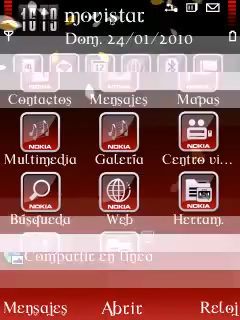 1013 movistar
Dom. 24/01/2010
Contactos Mensajes Mapas
NOKIA NOKIA NOKIA
Multimedia Galería Centro vi...
NOKIA NOKIA NOKIA
Búsqueda Web Herram.
Compartir en línea
Mensajes Abrir Reloj